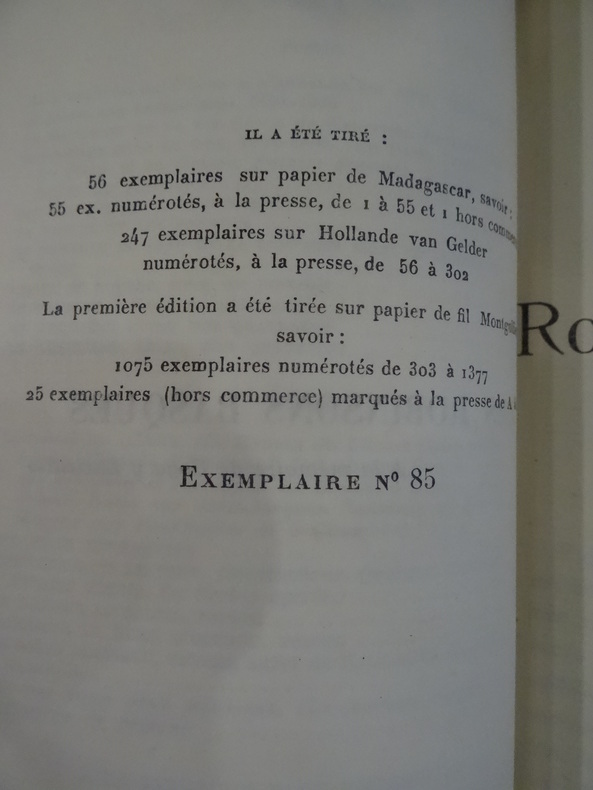 IL A ÉTÉ TIRÉ :
56 exemplaires sur papier de Madagascar, savoir :
55 ex. numérotés, à la presse, de 1 à 55 et 1 hors
247 exemplaires sur Hollande van Gelder
numérotés, à la presse, de 56 à 302
La première édition a été tirée sur papier de fil
savoir :
1075 exemplaires numérotés de 303 à 1377
25 exemplaires (hors commerce) marqués à la presse de A
EXEMPLAIRE Nº 85
Ro